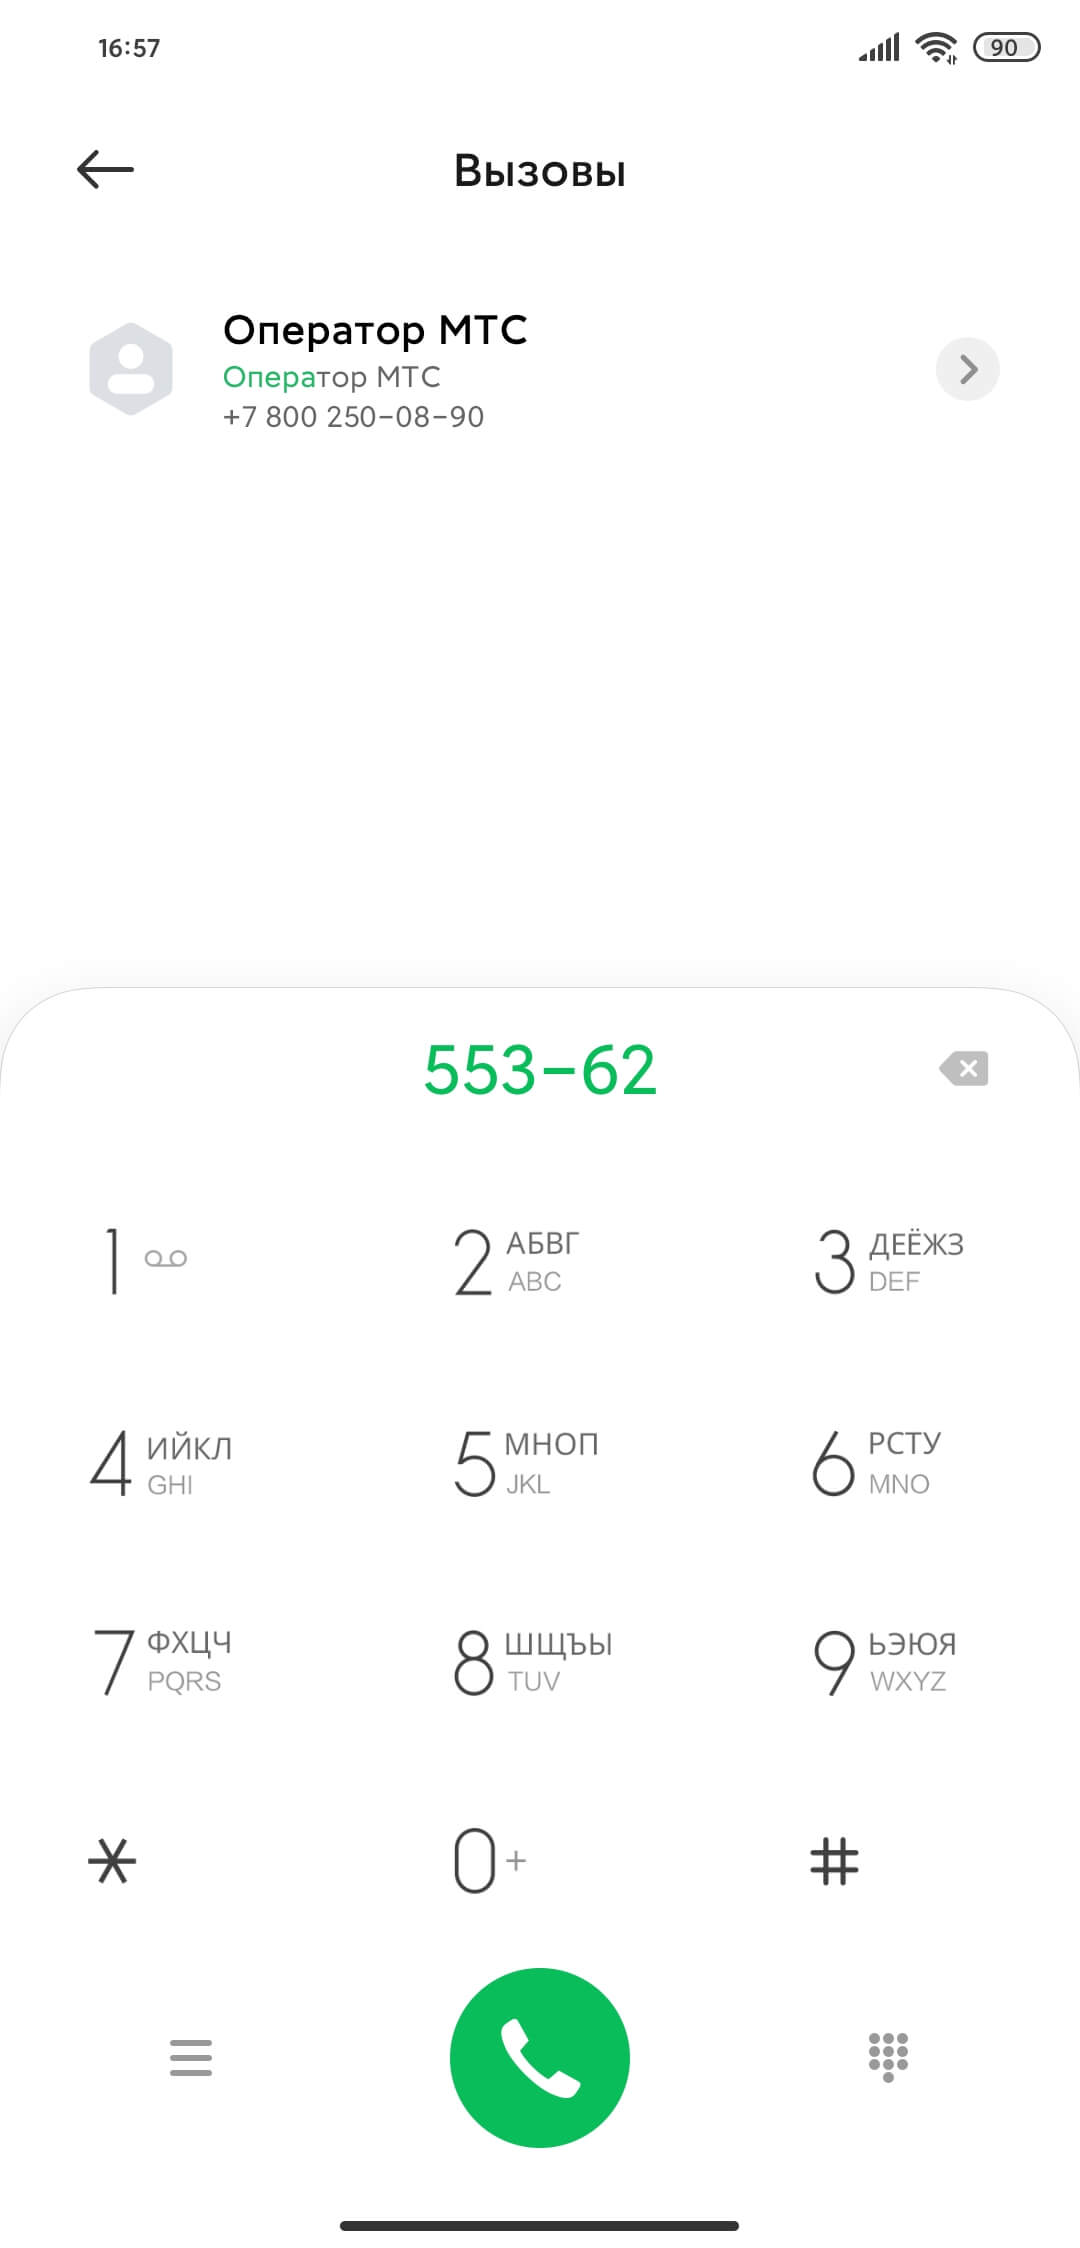 16:57
90
Вызовы
Оператор МТС
Оператор МТС
+7 800 250-08-90
553-62
1
2 АБВГ
ABC
3 ДЕЁЖЗ
DEF
4 ИЙКЛ
GHI
5 МНОП
JKL
6 РСТУ
MNO
7 ФХЦЧ
PQRS
8 ШЩЪЫ
TUV
9 ЬЭЮЯ
WXYZ
*
0 +
#